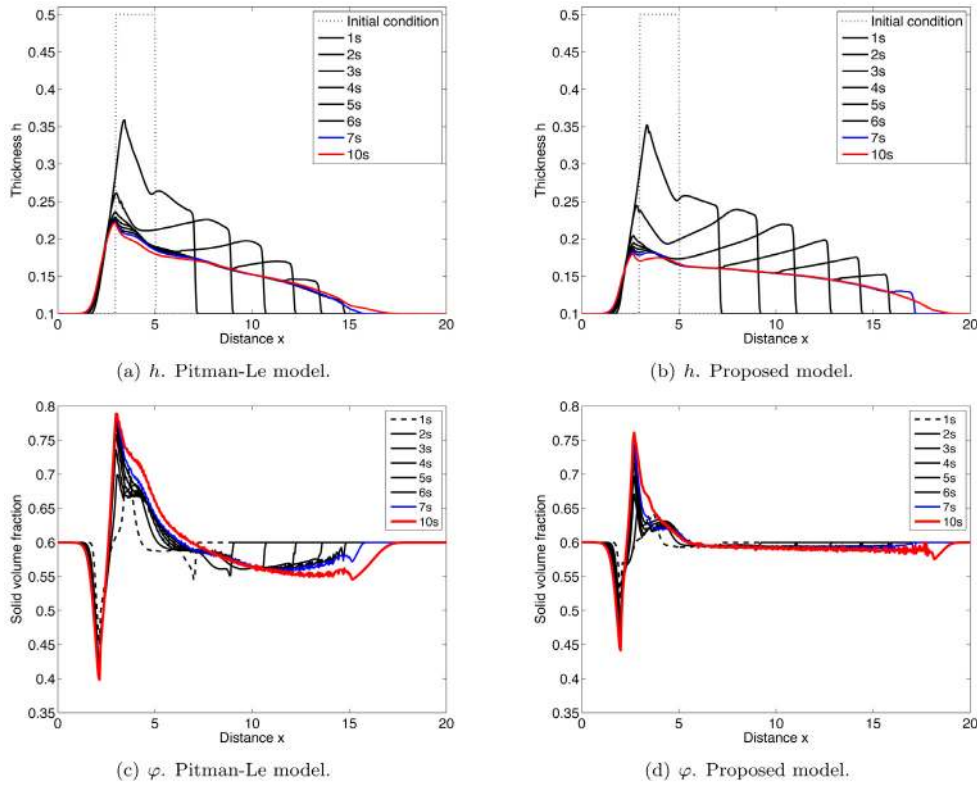 0.5
0.45
0.4
0.35
0.3
0.25
0.2
0.15
0.1
Thickness h
Initial condition
1s
2s
3s
4s
5s
6s
7s
10s
0 5 10 15 20
Distance x
(a) h. Pitman-Le model.
0.5
0.45
0.4
0.35
0.3
0.25
0.2
0.15
0.1
Thickness h
Initial condition
1s
2s
3s
4s
5s
6s
7s
10s
0 5 10 15 20
Distance x
(b) h. Proposed model.
0.8
0.75
0.7
0.65
0.6
0.55
0.5
0.45
0.4
0.35
Solid volume fraction
1s
2s
3s
4s
5s
6s
7s
10s
0 5 10 15 20
Distance x
(c) φ. Pitman-Le model.
0.8
0.75
0.7
0.65
0.6
0.55
0.5
0.45
0.4
0.35
Solid volume fraction
1s
2s
3s
4s
5s
6s
7s
10s
0 5 10 15 20
Distance x
(d) φ. Proposed model.